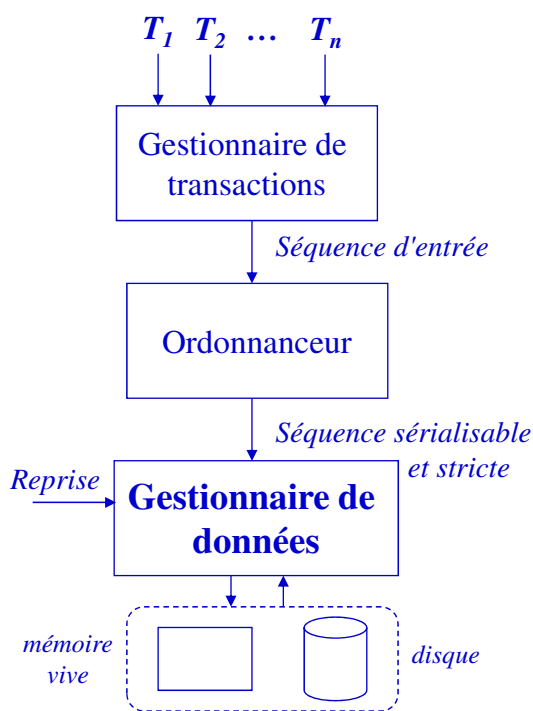 T1 T2 … Tn
Gestionnaire de
transactions
Séquence d'entrée
Ordonnanceur
Séquence sérialisable
et stricte
Reprise
Gestionnaire de
données
mémoire
vive
disque